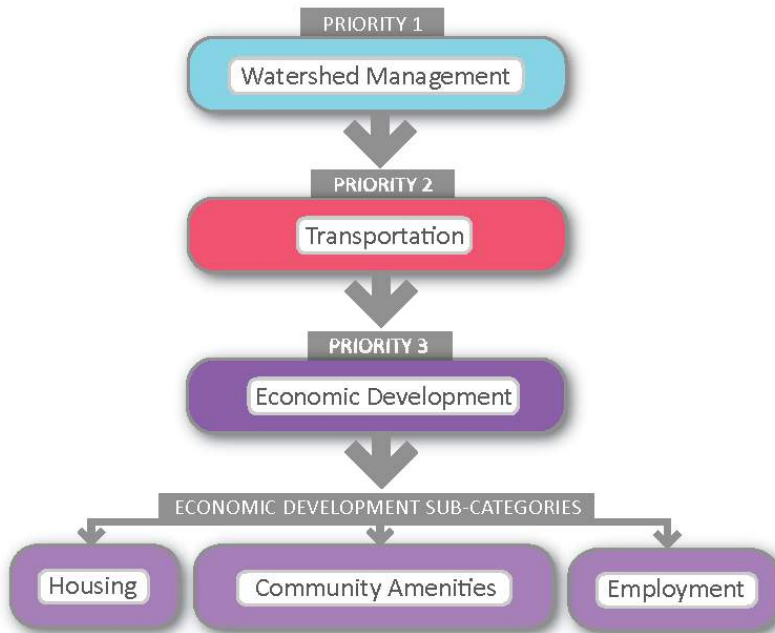 PRIORITY 1
Watershed Management
PRIORITY 2
Transportation
PRIORITY 3
Economic Development
ECONOMIC DEVELOPMENT SUB-CATEGORIES
Housing
Community Amenities
Employment